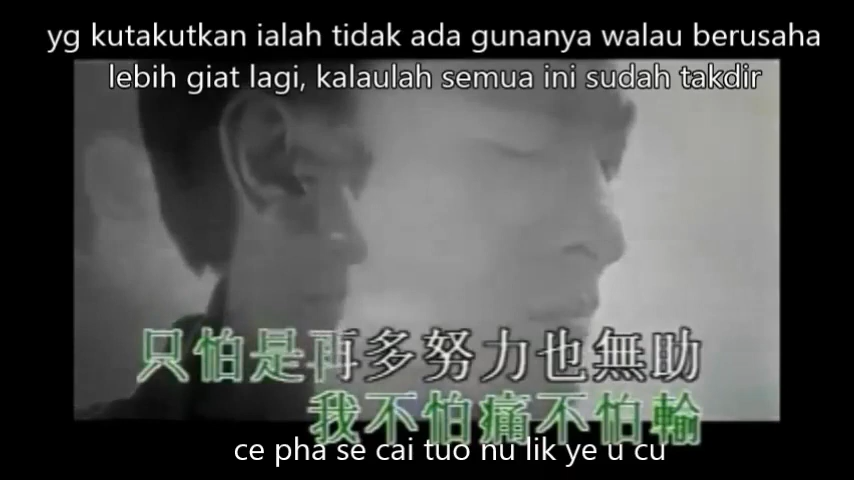 yg kutakutkan ialah tidak ada gunanya walau berusaha
lebih giat lagi, kalaulah semua ini sudah takdir
只怕是再多努力也無助
我不怕痛不怕輸
ce pha se cai tuo nu lik ye u cu